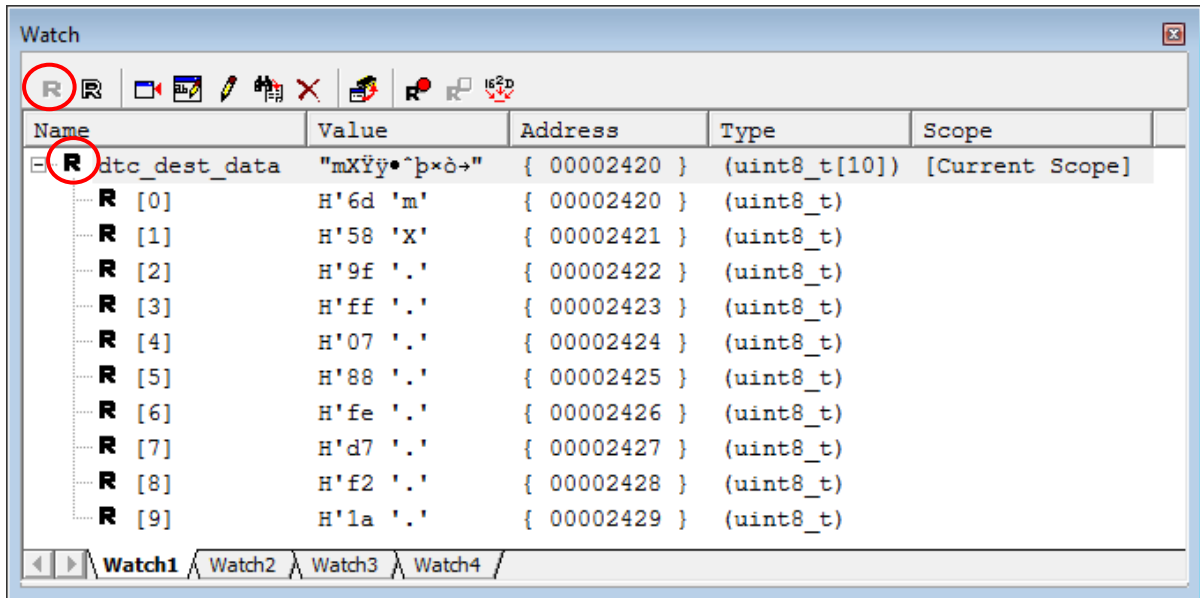 Watch
Name Value Address Type Scope
R dtc_dest_data "mXŸÿ•ˆþ×ò→" { 00002420 } (uint8_t[10]) [Current Scope]
R [0] H'6d 'm' { 00002420 } (uint8_t)
R [1] H'58 'X' { 00002421 } (uint8_t)
R [2] H'9f '.' { 00002422 } (uint8_t)
R [3] H'ff '.' { 00002423 } (uint8_t)
R [4] H'07 '.' { 00002424 } (uint8_t)
R [5] H'88 '.' { 00002425 } (uint8_t)
R [6] H'fe '.' { 00002426 } (uint8_t)
R [7] H'd7 '.' { 00002427 } (uint8_t)
R [8] H'f2 '.' { 00002428 } (uint8_t)
R [9] H'1a '.' { 00002429 } (uint8_t)
Watch1 Watch2 Watch3 Watch4